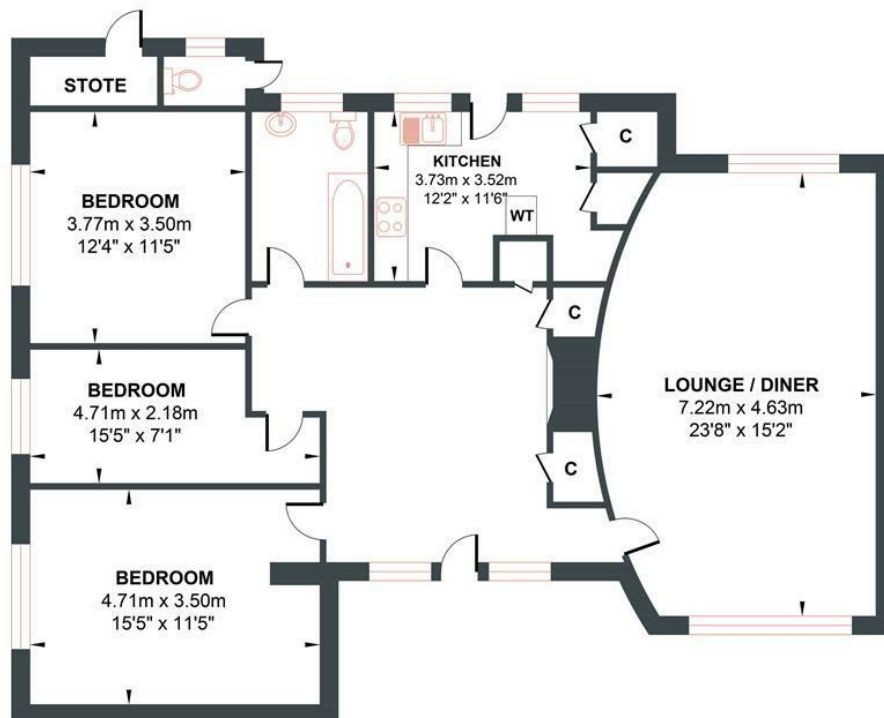 STOTE
BEDROOM
3.77m x 3.50m
12'4" x 11'5"
KITCHEN
3.73m x 3.52m
12'2" x 11'6"
WT
C
BEDROOM
4.71m x 2.18m
15'5" x 7'1"
C
C
LOUNGE / DINER
7.22m x 4.63m
23'8" x 15'2"
BEDROOM
4.71m x 3.50m
15'5" x 11'5"